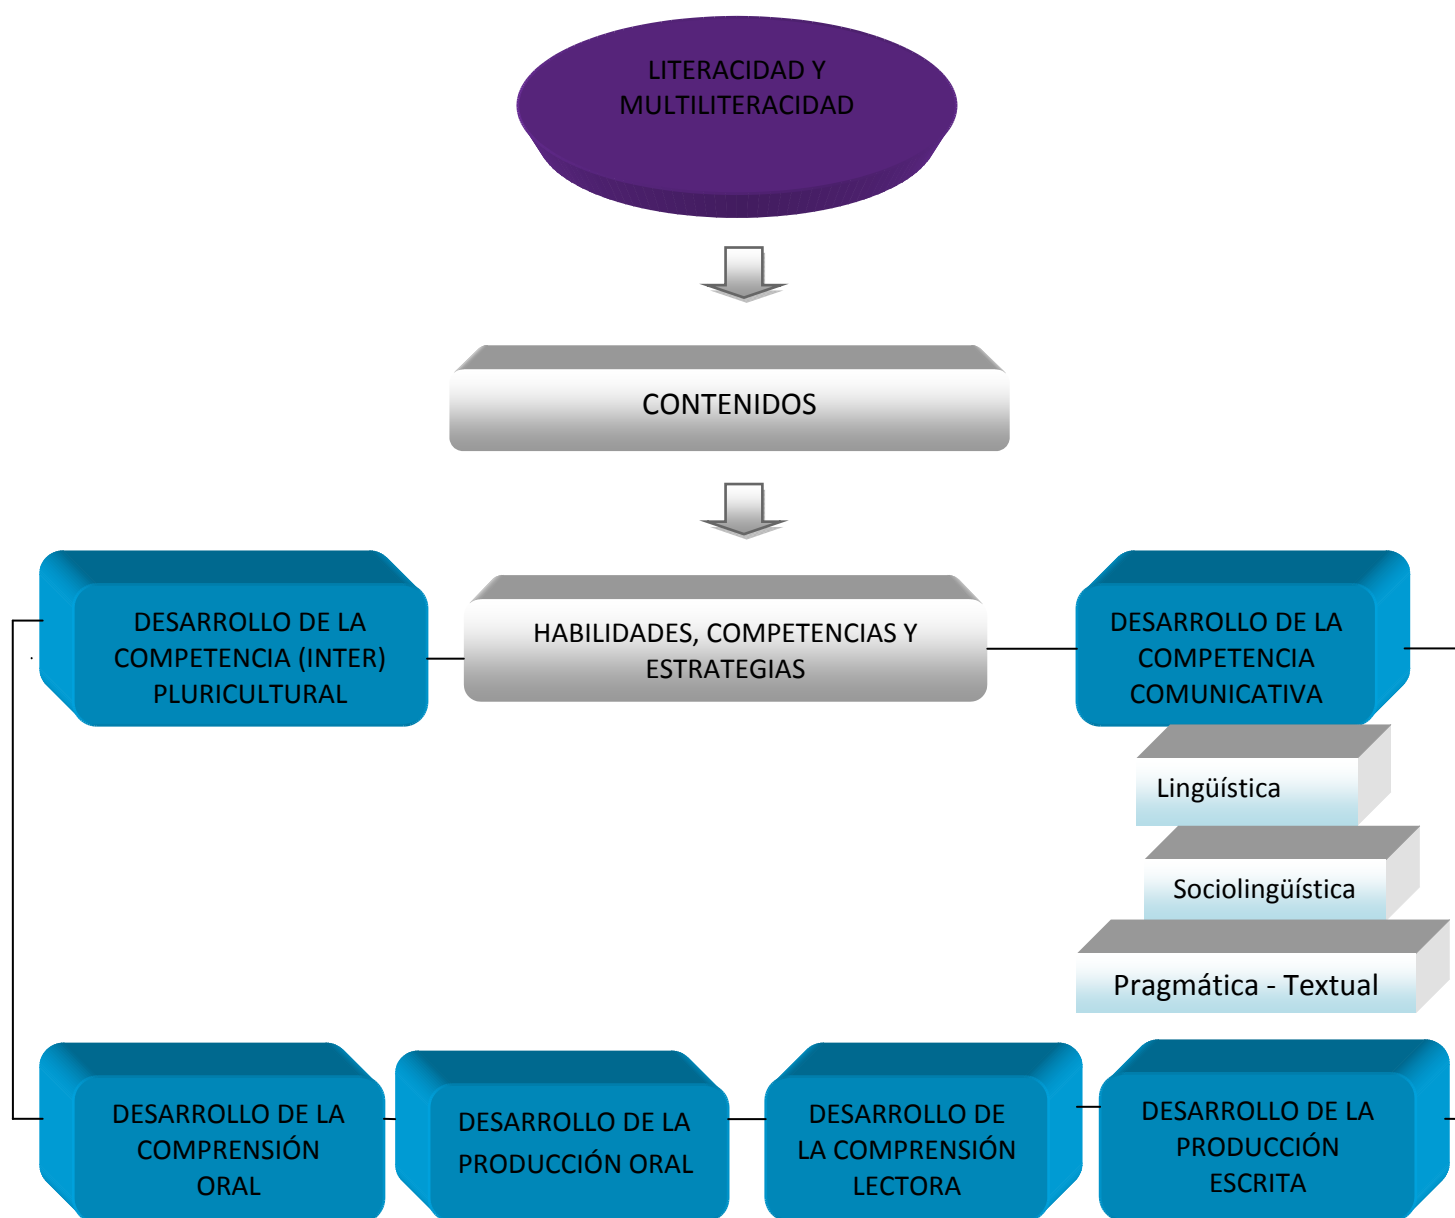 LITERACIDAD Y
MULTILITERACIDAD
CONTENIDOS
DESARROLLO DE LA
COMPETENCIA (INTER)
PLURICULTURAL
HABILIDADES, COMPETENCIAS Y
ESTRATEGIAS
DESARROLLO DE LA
COMPETENCIA
COMUNICATIVA
Lingüística
Sociolingüística
Pragmática - Textual
DESARROLLO DE LA
COMPRENSIÓN
ORAL
DESARROLLO DE LA
PRODUCCIÓN ORAL
DESARROLLO DE
LA COMPRENSIÓN
LECTORA
DESARROLLO DE LA
PRODUCCIÓN
ESCRITA